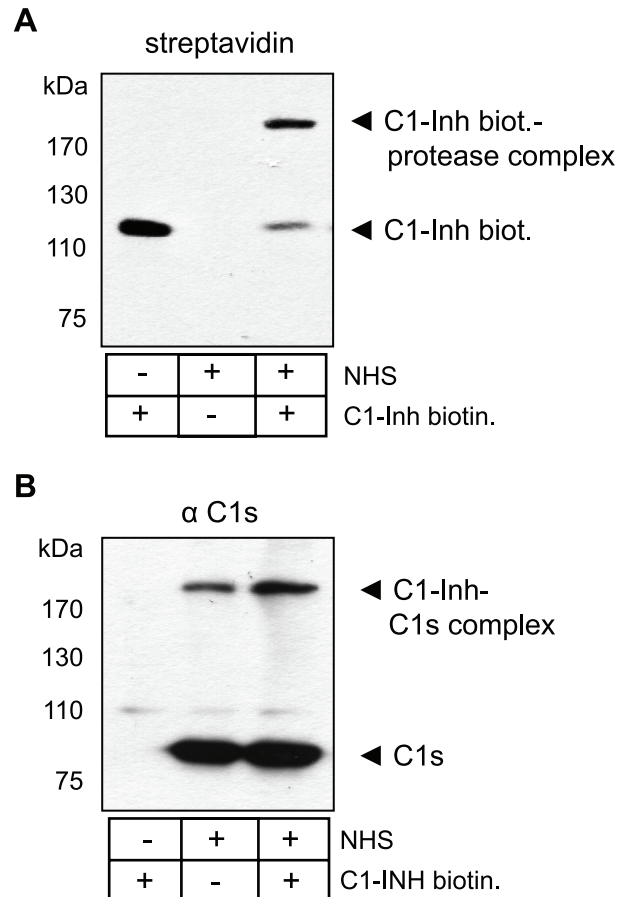 A
streptavidin
kDa
170
130
110
75
◄ C1-Inh biot.-
protease complex
◄ C1-Inh biot.
- + + NHS
+ - + C1-Inh biotin.
B
α C1s
kDa
170
130
110
75
◄ C1-Inh-
C1s complex
◄ C1s
- + + NHS
+ - + C1-INH biotin.